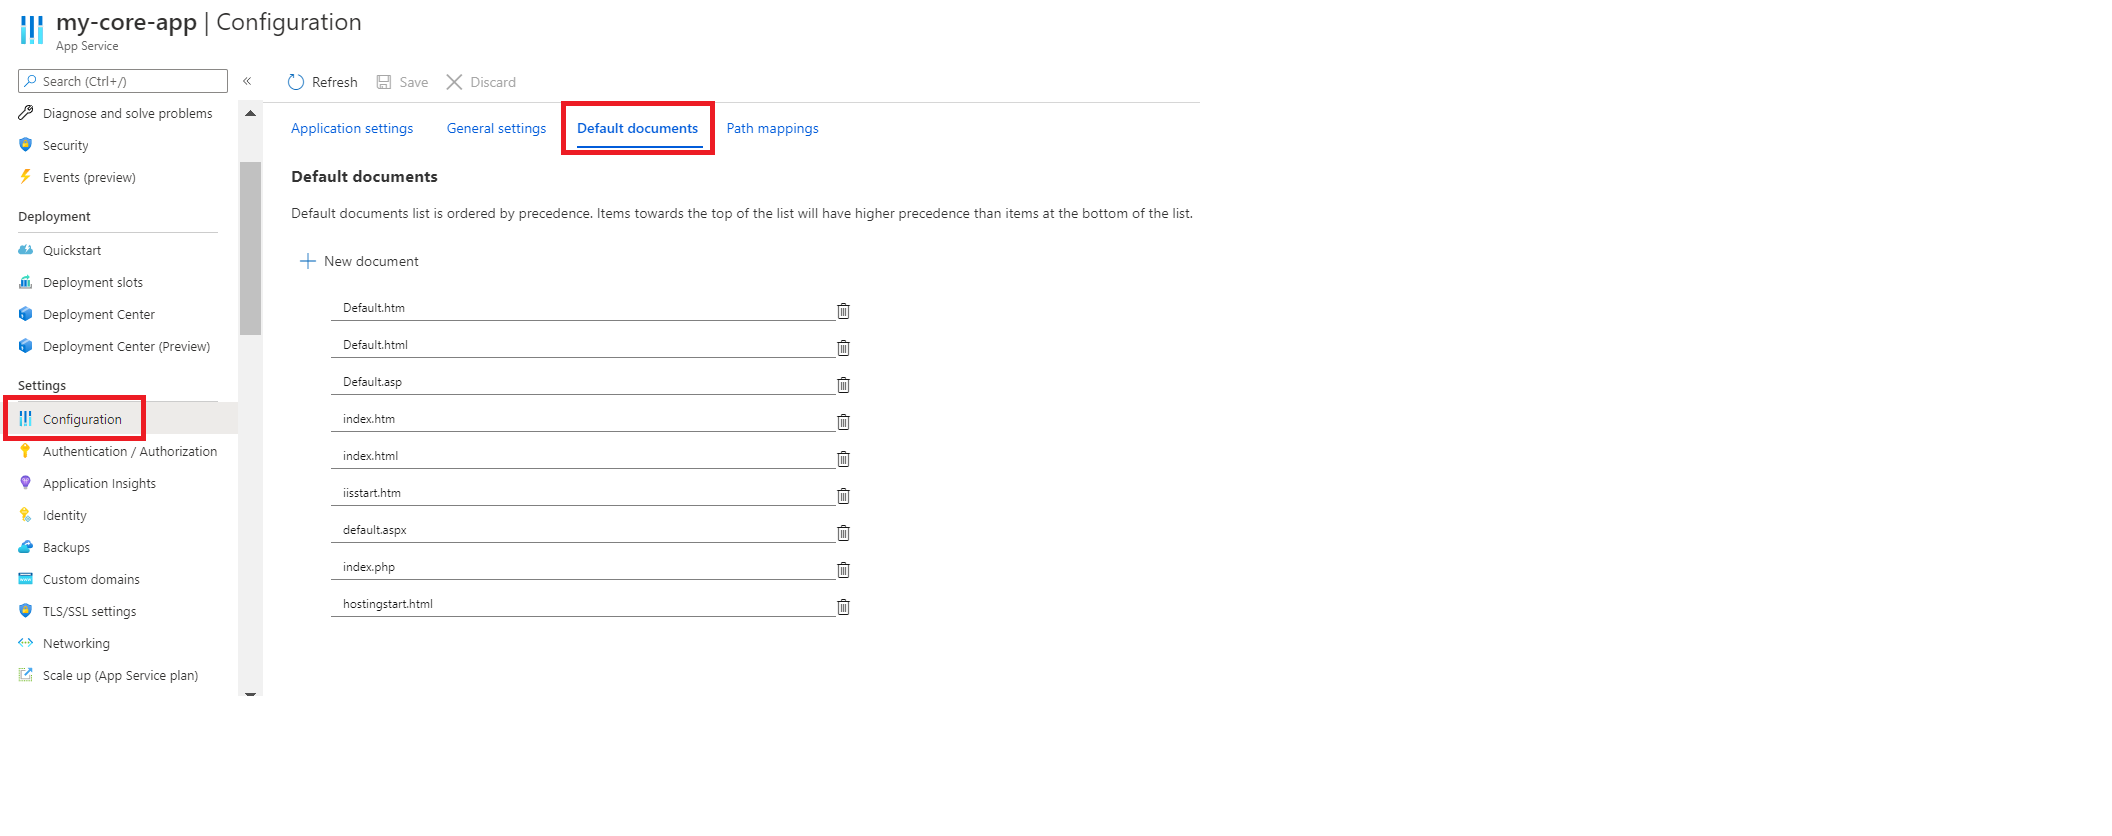 my-core-app | Configuration
App Service
Search (Ctrl+/)
«
Diagnose and solve problems
Security
Events (preview)
Deployment
Quickstart
Deployment slots
Deployment Center
Deployment Center (Preview)
Settings
Configuration
Authentication / Authorization
Application Insights
Identity
Backups
Custom domains
TLS/SSL settings
Networking
Scale up (App Service plan)
Refresh Save Discard
Application settings General settings Default documents Path mappings
Default documents
Default documents list is ordered by precedence. Items towards the top of the list will have higher precedence than items at the bottom of the list.
New document
Default.htm
Default.html
Default.asp
index.htm
index.html
iisstart.htm
default.aspx
index.php
hostingstart.html